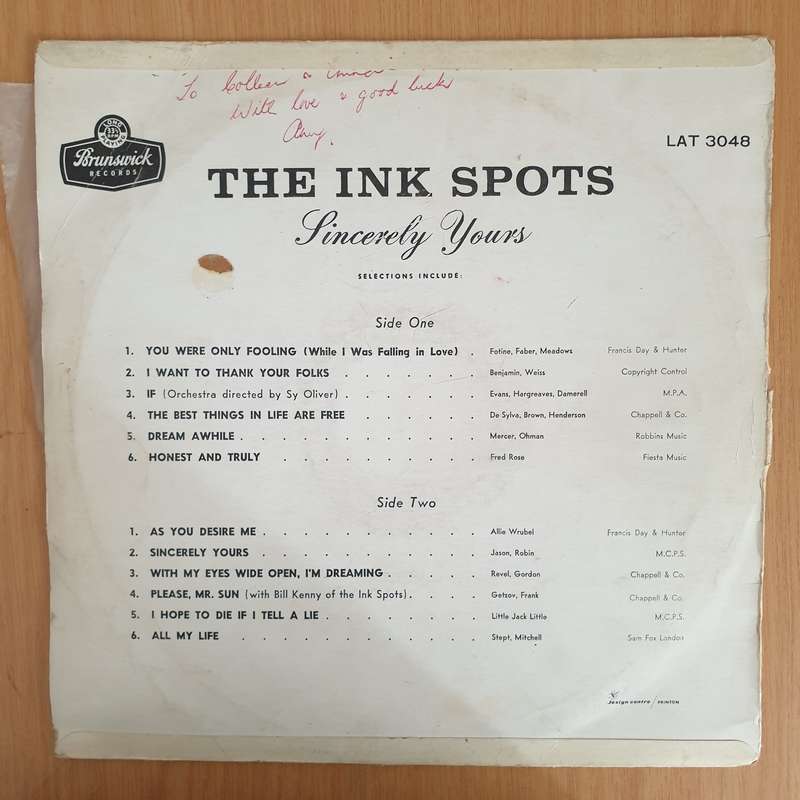 To Colleen &
With love & good luck
LONG
33⅓
RPM
PLAYING
Brunswick
RECORDS
LAT 3048
THE INK SPOTS
Sincerely Yours
SELECTIONS INCLUDE:
Side One
1. YOU WERE ONLY FOOLING (While I Was Falling in Love) . Fotine, Faber, Meadows Francis Day & Hunter
2. I WANT TO THANK YOUR FOLKS . . . . . . . Benjamin, Weiss Copyright Control
3. IF (Orchestra directed by Sy Oliver) . . . . . . . Evans, Hargreaves, Damerell M.P.A.
4. THE BEST THINGS IN LIFE ARE FREE . . . . . . De Sylva, Brown, Henderson Chappell & Co.
5. DREAM AWHILE . . . . . . . . . . . . Mercer, Ohman Robbins Music
6. HONEST AND TRULY . . . . . . . . . . Fred Rose Fiesta Music
Side Two
1. AS YOU DESIRE ME . . . . . . . . . . . Allie Wrubel Francis Day & Hunter
2. SINCERELY YOURS . . . . . . . . . . . Jason, Robin M.C.P.S.
3. WITH MY EYES WIDE OPEN, I'M DREAMING . . . . . Revel, Gordon Chappell & Co.
4. PLEASE, MR. SUN (with Bill Kenny of the Ink Spots) . . . . Getzov, Frank Chappell & Co.
5. I HOPE TO DIE IF I TELL A LIE . . . . . . . . Little Jack Little M.C.P.S.
6. ALL MY LIFE . . . . . . . . . . . . Stept, Mitchell Sam Fox London
design centre / BRINTON